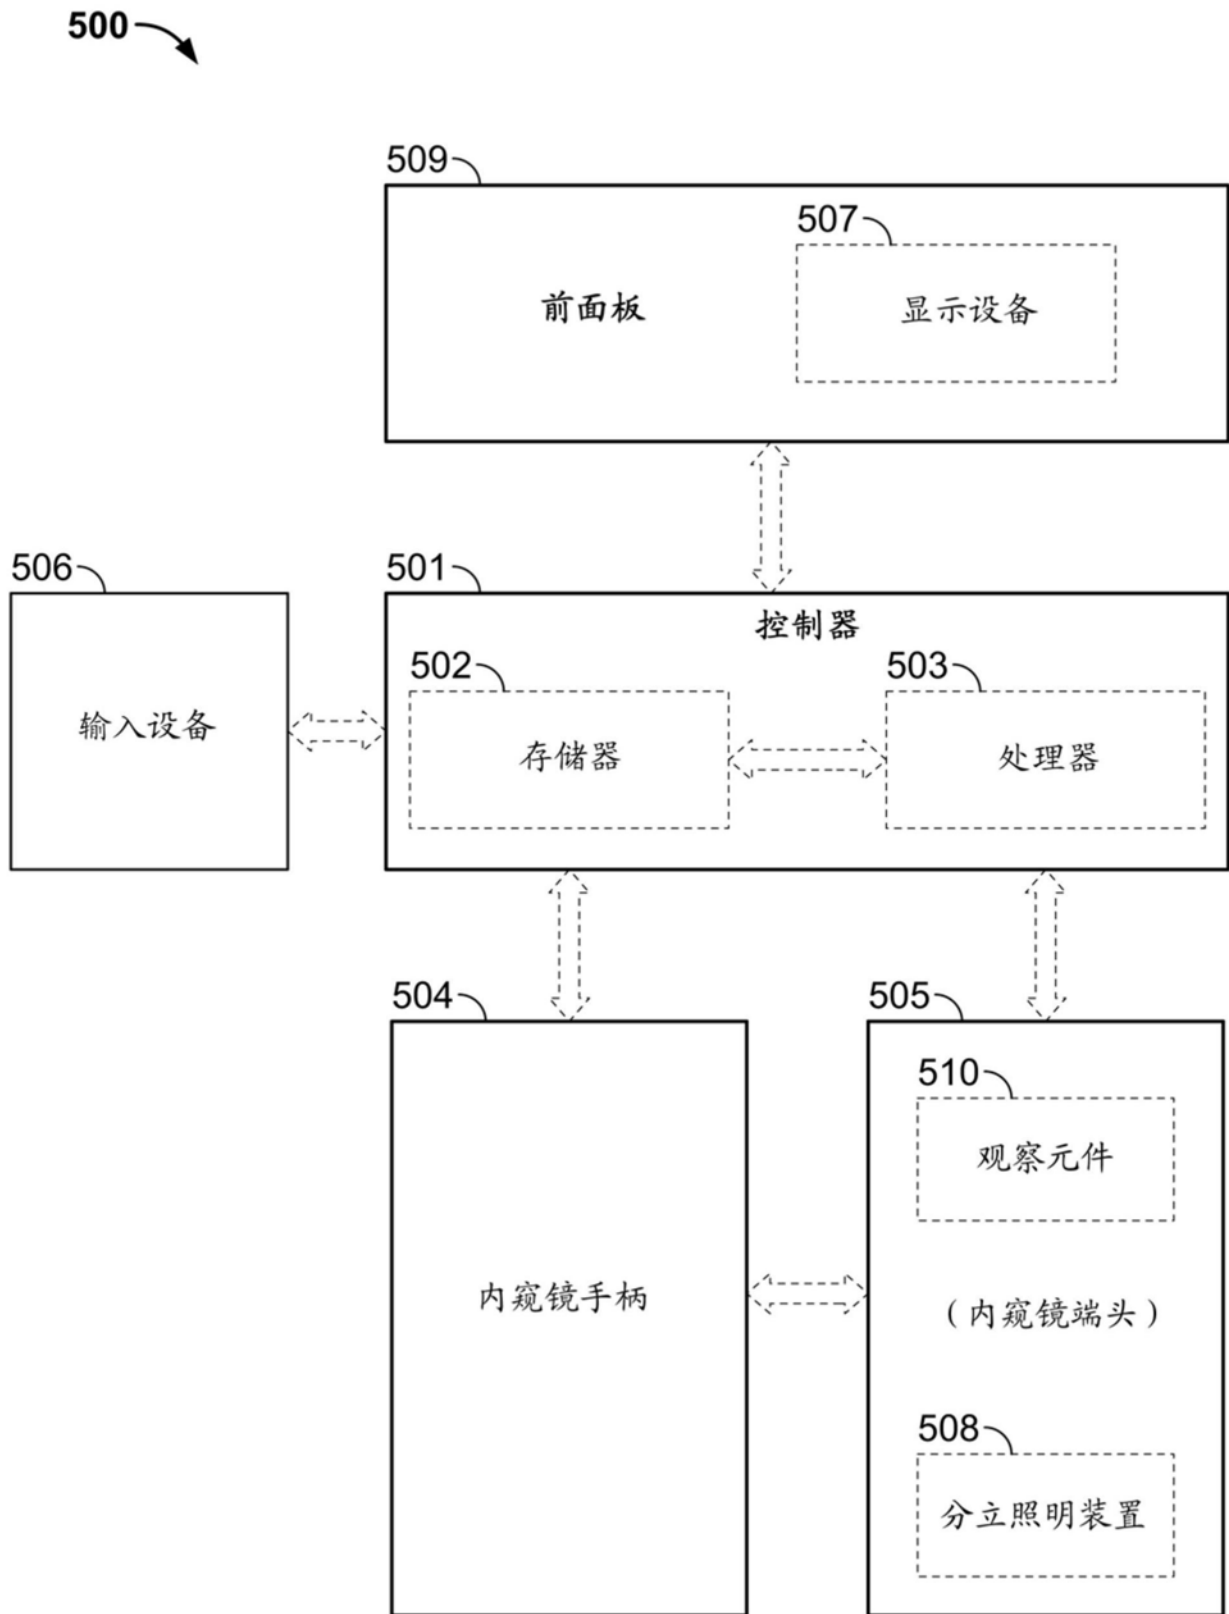 500
509
507
前面板
显示设备
506
501
控制器
502
503
输入设备
存储器
处理器
504
505
510
观察元件
内窥镜手柄
（内窥镜端头）
508
分立照明装置